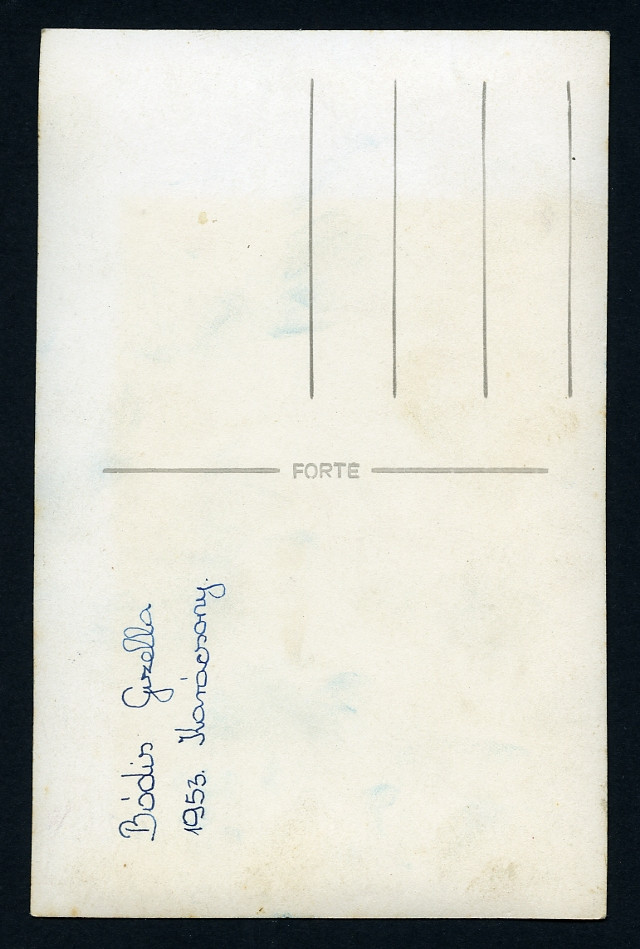 FORTE
Bódis Gizella
1953. Karácsony.